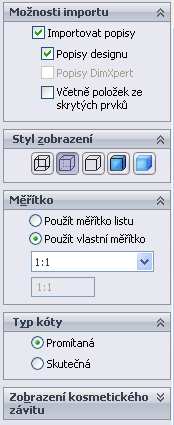 Možnosti importu
Importovat popisy
Popisy designu
Popisy DimXpert
Včetně položek ze
skrytých prvků
Styl zobrazení
Měřítko
Použít měřítko listu
Použít vlastní měřítko
1:1
1:1
Typ kóty
Promítaná
Skutečná
Zobrazení kosmetického
závitu